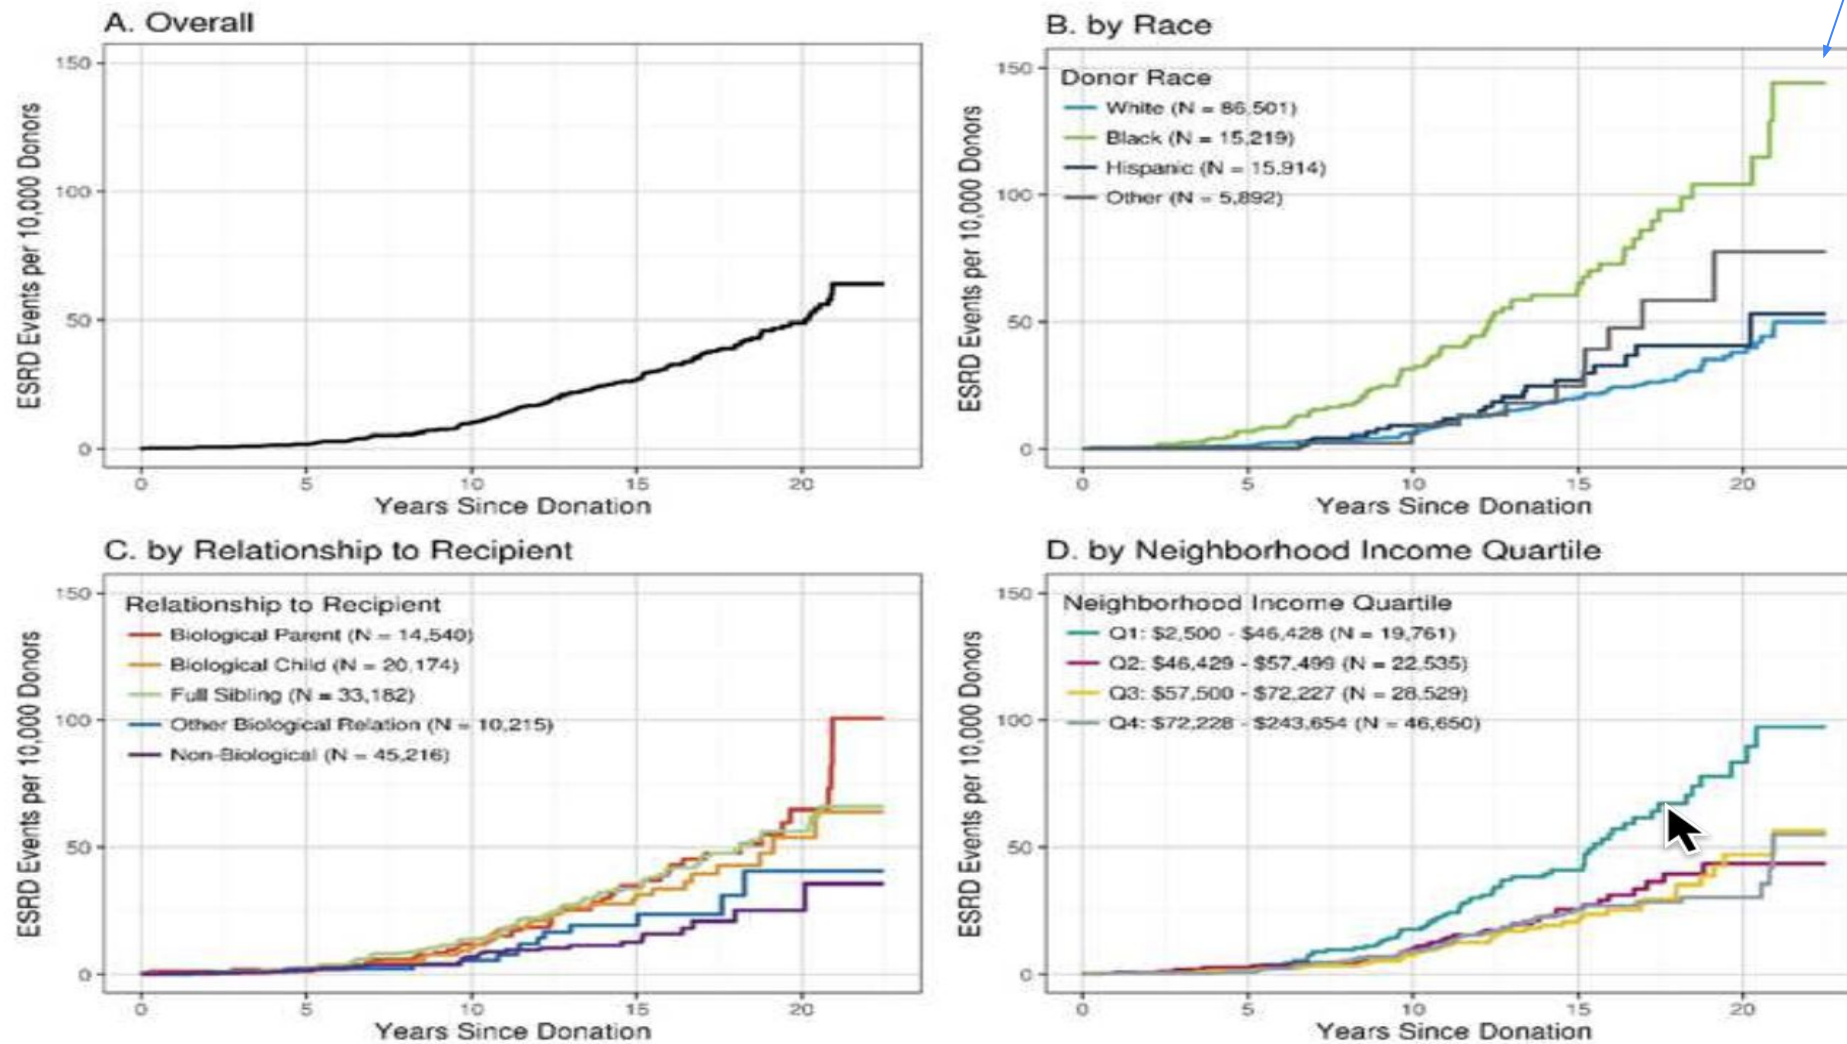 A. Overall
150
100
50
0
ESRD Events per 10,000 Donors
0 5 10 15 20
Years Since Donation
B. by Race
Donor Race
White (N = 86,501)
Black (N = 15,219)
Hispanic (N = 15,914)
Other (N = 5,892)
150
100
50
0
ESRD Events per 10,000 Donors
0 5 10 15 20
Years Since Donation
C. by Relationship to Recipient
Relationship to Recipient
Biological Parent (N = 14,540)
Biological Child (N = 20,174)
Full Sibling (N = 33,182)
Other Biological Relation (N = 10,215)
Non-Biological (N = 45,216)
150
100
50
0
ESRD Events per 10,000 Donors
0 5 10 15 20
Years Since Donation
D. by Neighborhood Income Quartile
Neighborhood Income Quartile
Q1: $2,500 - $46,428 (N = 19,761)
Q2: $46,429 - $57,499 (N = 22,535)
Q3: $57,500 - $72,227 (N = 28,529)
Q4: $72,228 - $243,654 (N = 46,650)
150
100
50
0
ESRD Events per 10,000 Donors
0 5 10 15 20
Years Since Donation